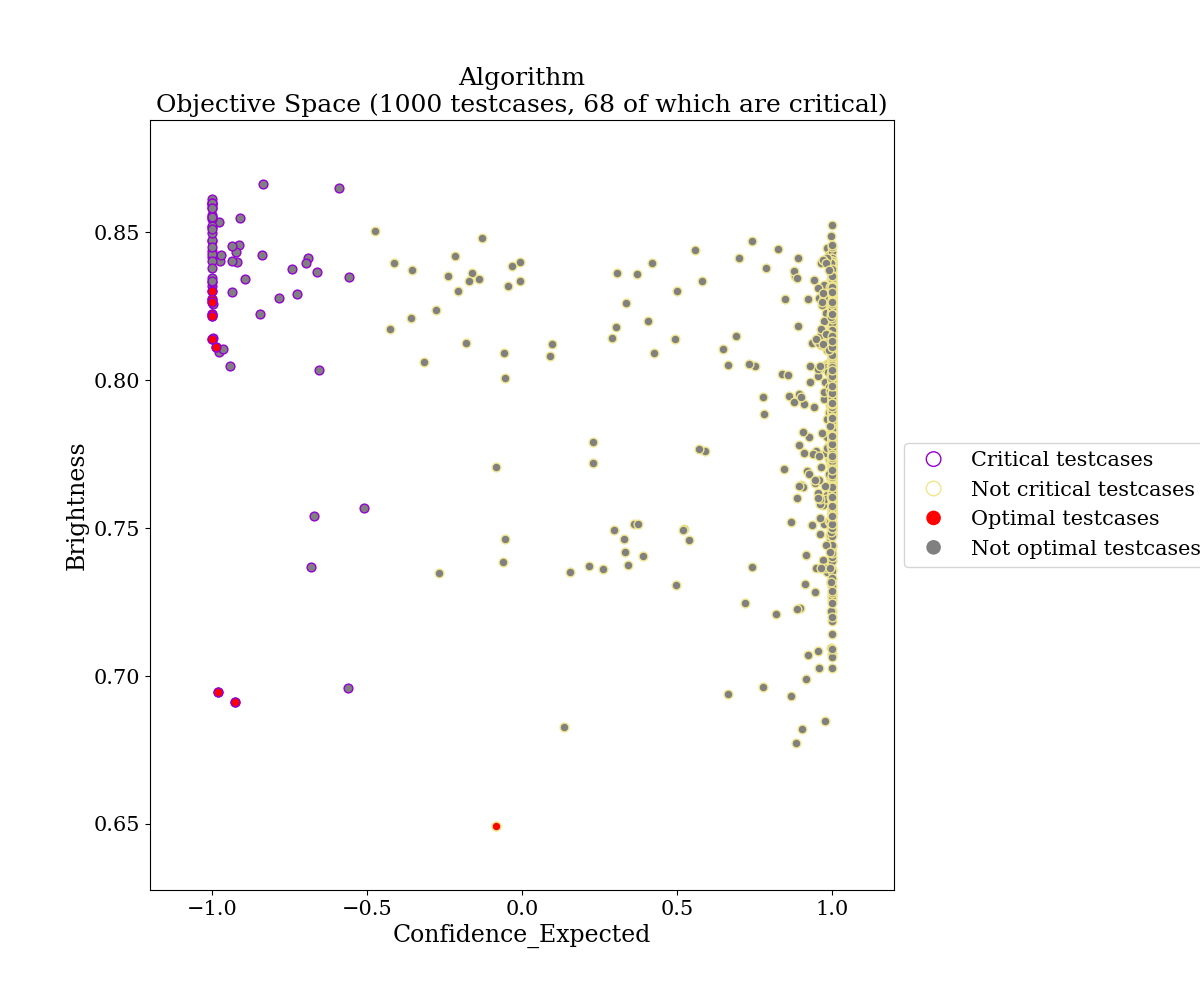 Algorithm
Objective Space (1000 testcases, 68 of which are critical)
0.85
0.80
0.75
0.70
0.65
Brightness
−1.0
−0.5
0.0
0.5
1.0
Confidence_Expected
Critical testcases
Not critical testcases
Optimal testcases
Not optimal testcases